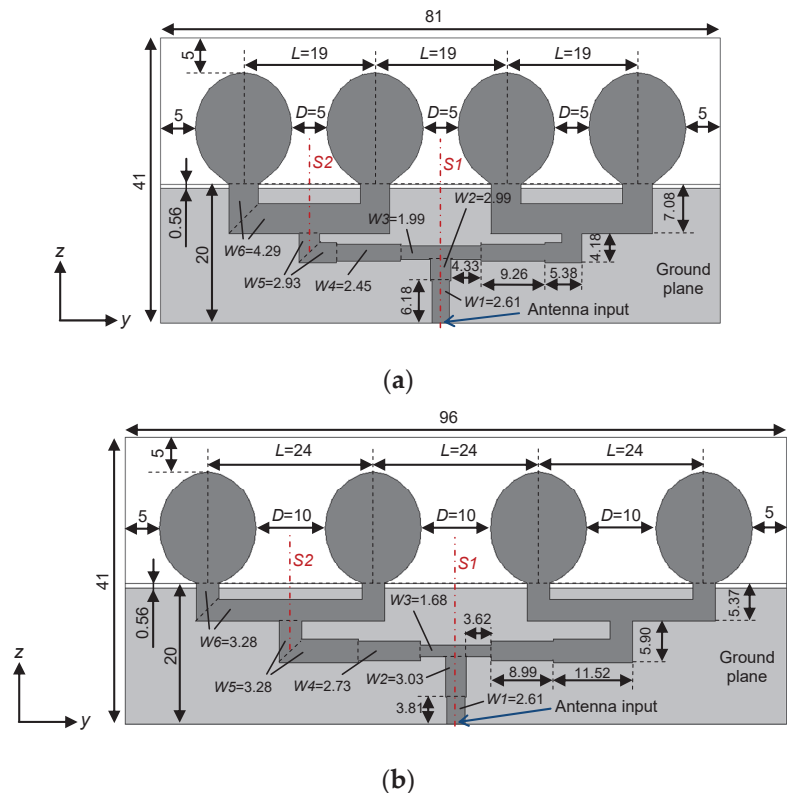 81
5
L=19
L=19
L=19
5
D=5
D=5
D=5
5
S2
S1
41
W2=2.99
0.56
20
W3=1.99
7.08
W6=4.29
4.18
W5=2.93
W4=2.45
4.33
9.26
5.38
Ground plane
6.18
W1=2.61
Antenna input
z
y
(a)
96
5
L=24
L=24
L=24
5
D=10
D=10
D=10
5
S2
S1
41
0.56
20
W3=1.68
3.62
5.37
W6=3.28
5.90
W5=3.28
W4=2.73
W2=3.03
8.99
11.52
Ground plane
3.81
W1=2.61
Antenna input
z
y
(b)